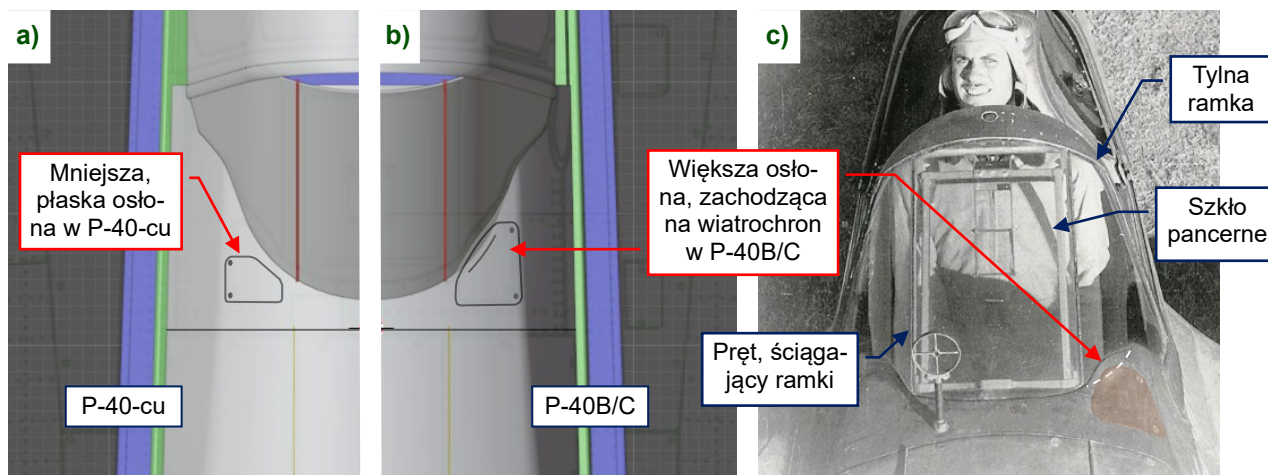 a)
Mniejsza,
płaska osło-
na w P-40-cu
P-40-cu
b)
Większa osło-
na, zachodząca
na wiatrochron
w P-40B/C
P-40B/C
c)
Tylna
ramka
Szkło
pancerne
Pręt, ściąga-
jący ramki